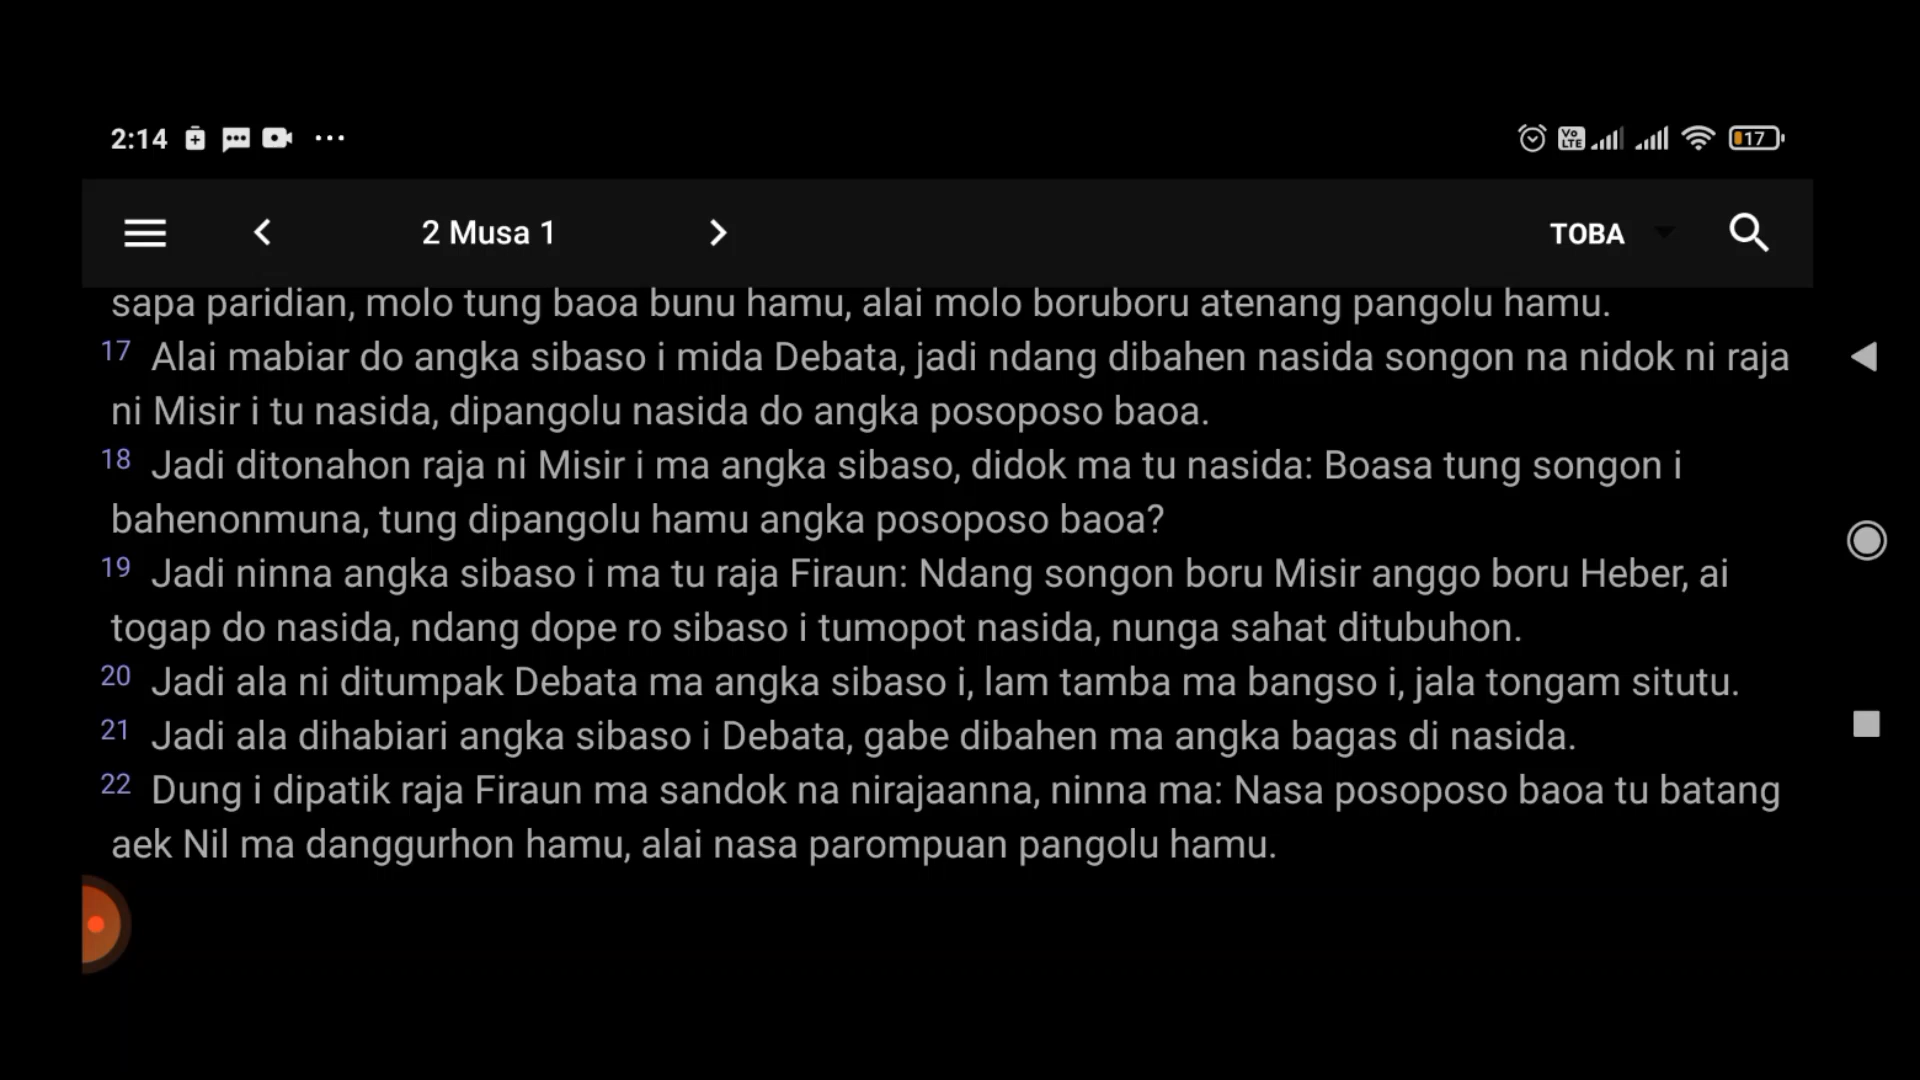 2:14
Vo LTE
17
2 Musa 1
TOBA
sapa paridian, molo tung baoa bunu hamu, alai molo boruboru atenang pangolu hamu.
17 Alai mabiar do angka sibaso i mida Debata, jadi ndang dibahen nasida songon na nidok ni raja
ni Misir i tu nasida, dipangolu nasida do angka posoposo baoa.
18 Jadi ditonahon raja ni Misir i ma angka sibaso, didok ma tu nasida: Boasa tung songon i
bahenonmuna, tung dipangolu hamu angka posoposo baoa?
19 Jadi ninna angka sibaso i ma tu raja Firaun: Ndang songon boru Misir anggo boru Heber, ai
togap do nasida, ndang dope ro sibaso i tumopot nasida, nunga sahat ditubuhon.
20 Jadi ala ni ditumpak Debata ma angka sibaso i, lam tamba ma bangso i, jala tongam situtu.
21 Jadi ala dihabiari angka sibaso i Debata, gabe dibahen ma angka bagas di nasida.
22 Dung i dipatik raja Firaun ma sandok na nirajaanna, ninna ma: Nasa posoposo baoa tu batang
aek Nil ma danggurhon hamu, alai nasa parompuan pangolu hamu.